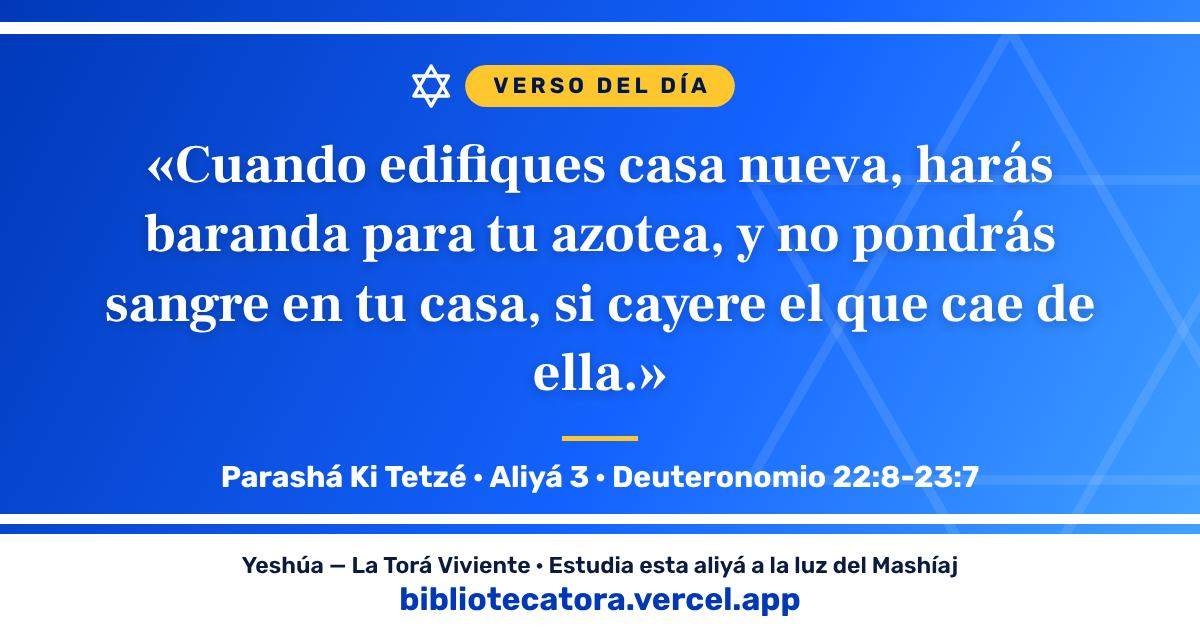 VERSO DEL DÍA
«Cuando edifiques casa nueva, harás
baranda para tu azotea, y no pondrás
sangre en tu casa, si cayere el que cae de
ella.»
Parashá Ki Tetzé • Aliyá 3 • Deuteronomio 22:8-23:7
Yeshúa — La Torá Viviente • Estudia esta aliyá a la luz del Mashíaj
bibliotecatora.vercel.app